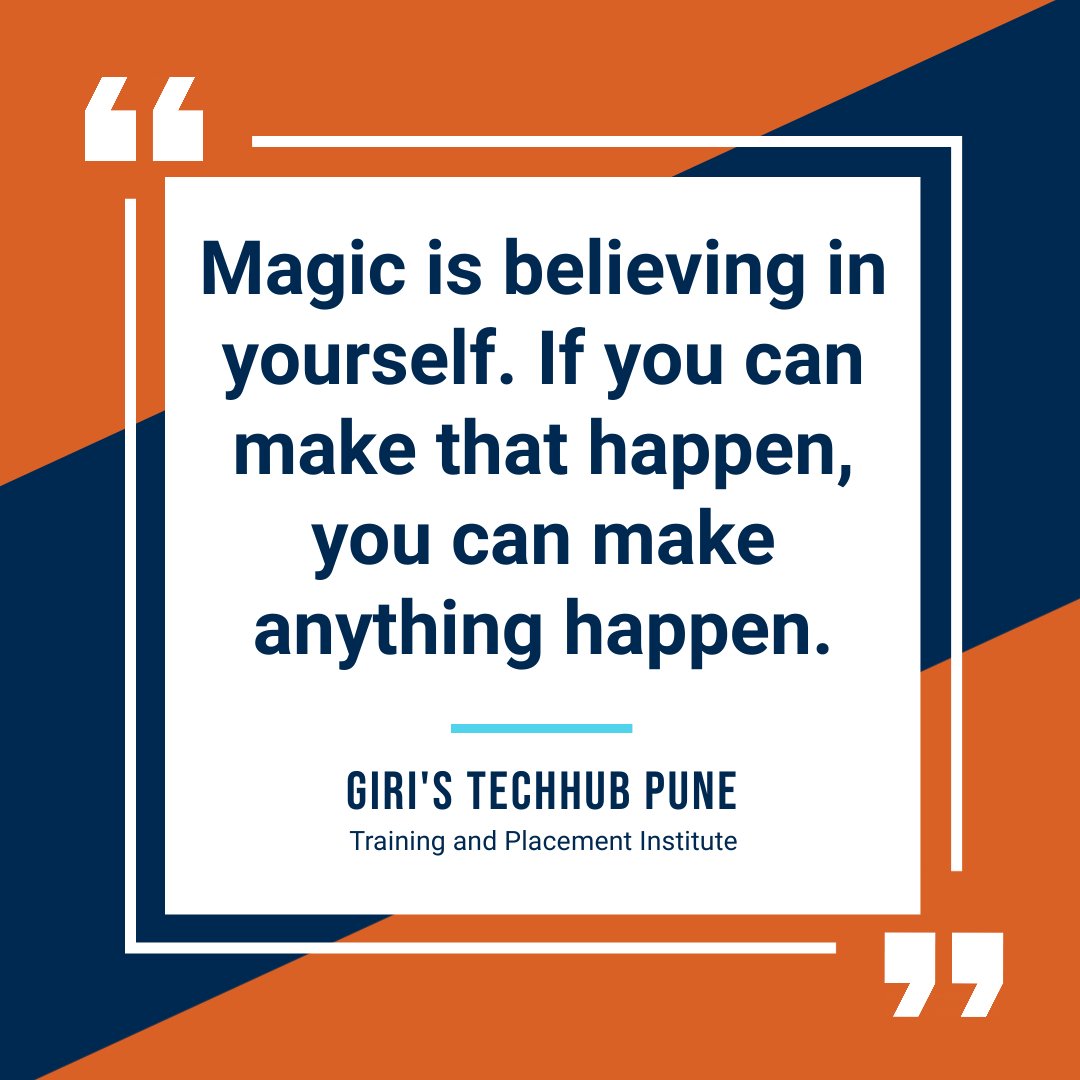 Magic is believing in
yourself. If you can
make that happen,
you can make
anything happen.
GIRI'S TECHHUB PUNE
Training and Placement Institute